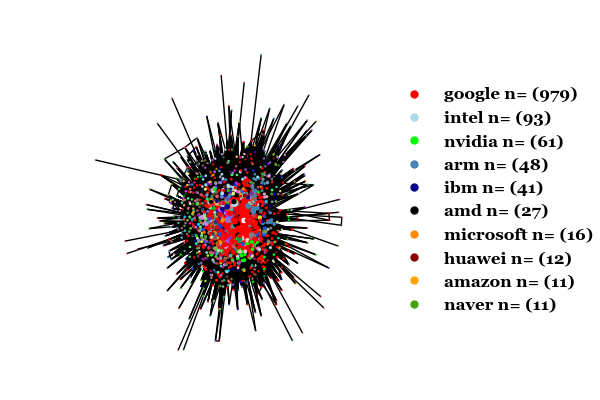 google n= (979)
intel n= (93)
nvidia n= (61)
arm n= (48)
ibm n= (41)
amd n= (27)
microsoft n= (16)
huawei n= (12)
amazon n= (11)
naver n= (11)